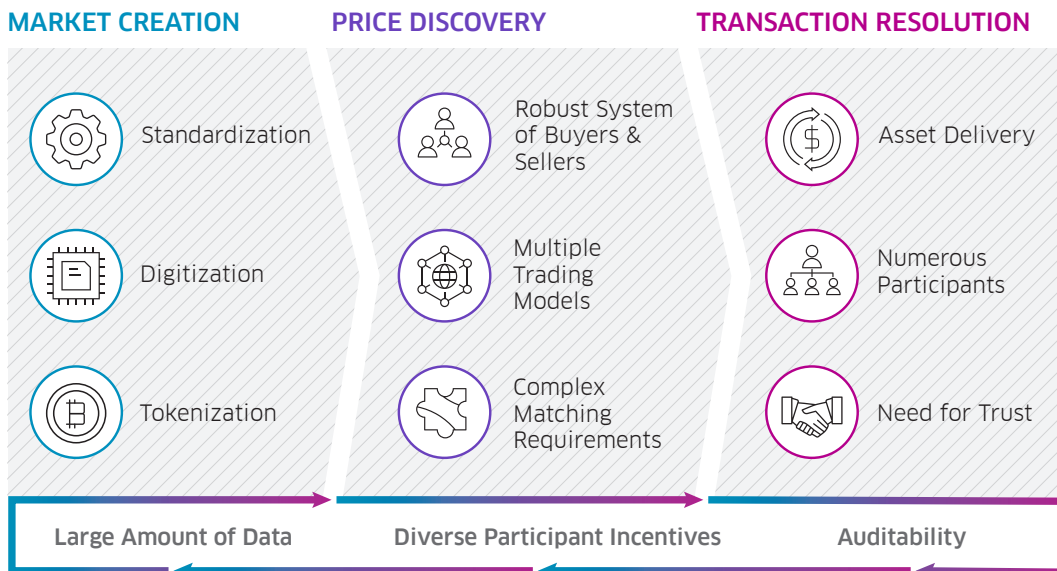 MARKET CREATION
Standardization
Digitization
Tokenization
PRICE DISCOVERY
Robust System
of Buyers &
Sellers
Multiple
Trading
Models
Complex
Matching
Requirements
TRANSACTION RESOLUTION
$
Asset Delivery
Numerous
Participants
Need for Trust
Large Amount of Data
Diverse Participant Incentives
Auditability